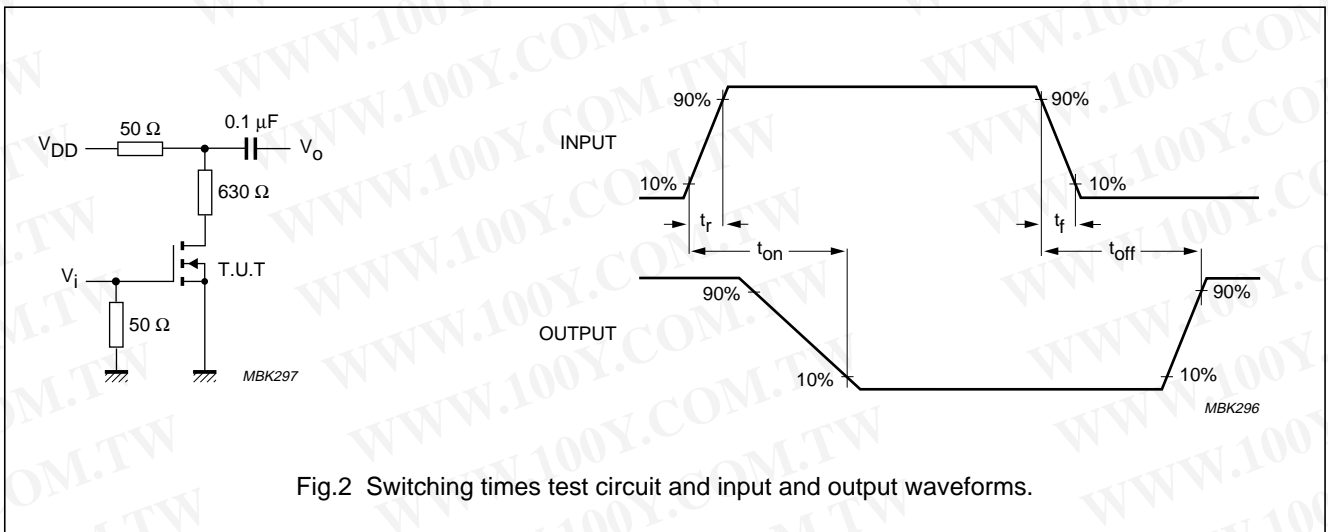 50 Ω
0.1 μF
VDD
Vo
630 Ω
Vi
T.U.T
50 Ω
MBK297
90%
90%
INPUT
10%
10%
tr
tf
ton
toff
90%
90%
OUTPUT
10%
10%
MBK296
Fig.2 Switching times test circuit and input and output waveforms.
WWW.100Y.COM.TW